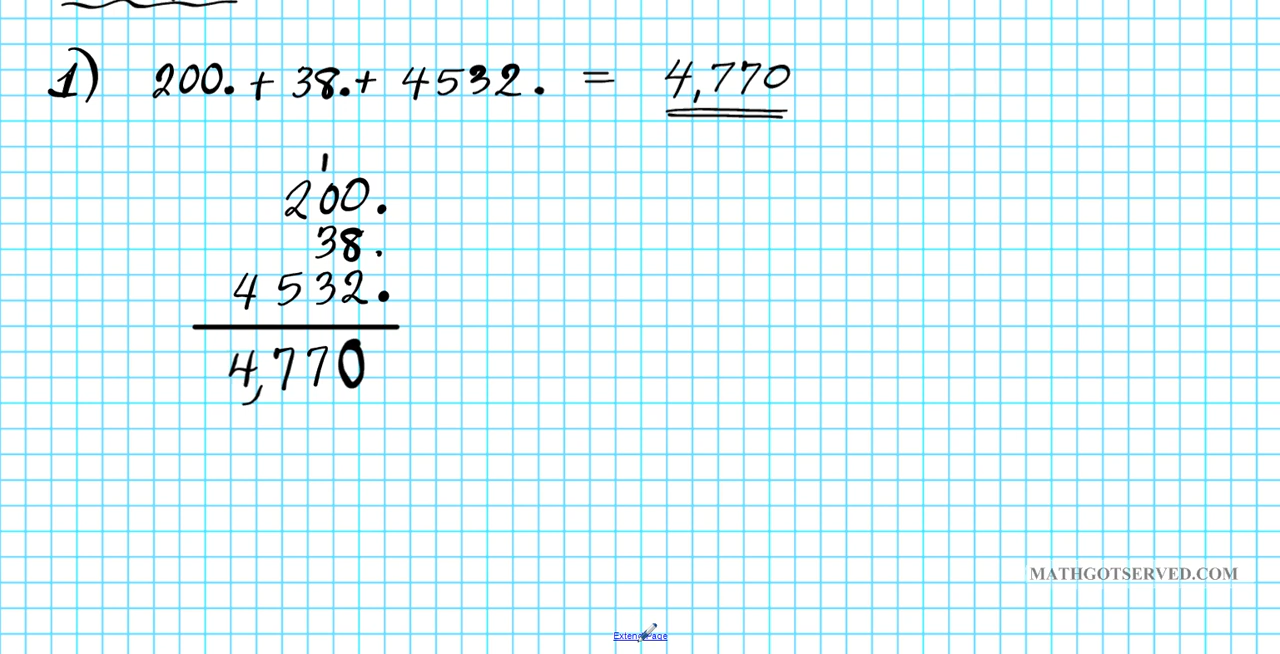 1) 200. + 38. + 4532. = 4,770
1
200.
38.
4532.
4,770
MATHGOTSERVED.COM
Extend Page